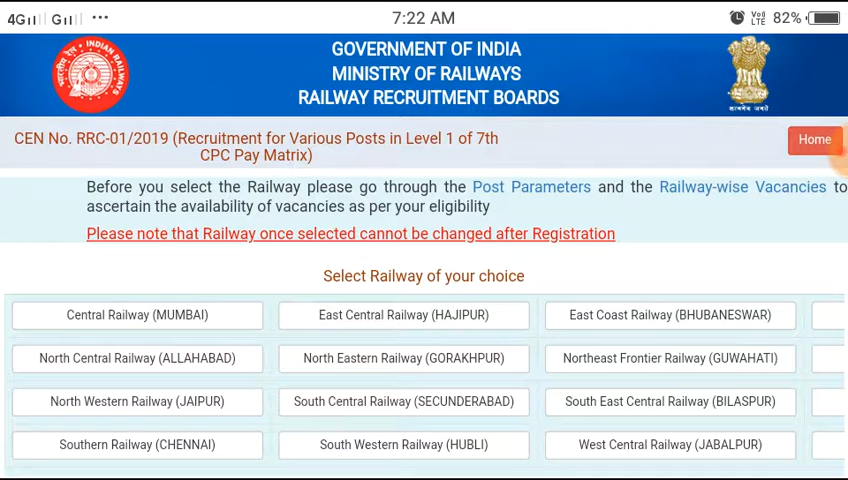 4G G ••• 7:22 AM 82%
GOVERNMENT OF INDIA
MINISTRY OF RAILWAYS
RAILWAY RECRUITMENT BOARDS
INDIAN RAILWAYS
भारतीय रेल
सत्यमेव जयते
CEN No. RRC-01/2019 (Recruitment for Various Posts in Level 1 of 7th
CPC Pay Matrix)
Home
Before you select the Railway please go through the Post Parameters and the Railway-wise Vacancies to
ascertain the availability of vacancies as per your eligibility
Please note that Railway once selected cannot be changed after Registration
Select Railway of your choice
Central Railway (MUMBAI) East Central Railway (HAJIPUR) East Coast Railway (BHUBANESWAR)
North Central Railway (ALLAHABAD) North Eastern Railway (GORAKHPUR) Northeast Frontier Railway (GUWAHATI)
North Western Railway (JAIPUR) South Central Railway (SECUNDERABAD) South East Central Railway (BILASPUR)
Southern Railway (CHENNAI) South Western Railway (HUBLI) West Central Railway (JABALPUR)